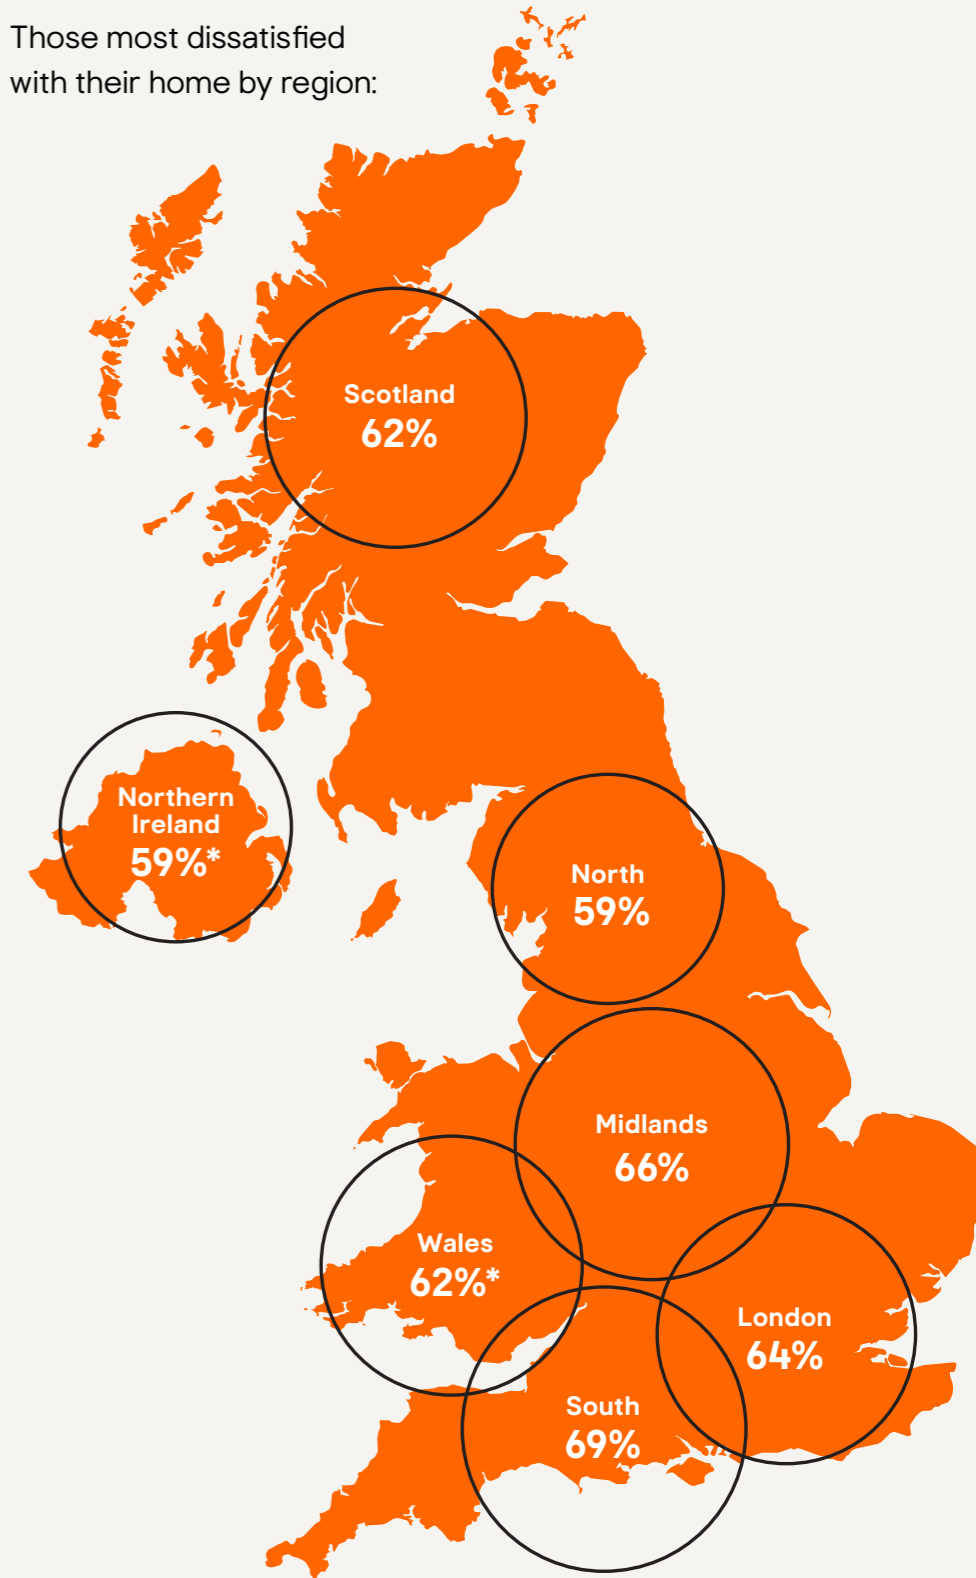 Those most dissatisfied
with their home by region:
Scotland
62%
Northern
Ireland
59%*
North
59%
Midlands
66%
Wales
62%*
London
64%
South
69%